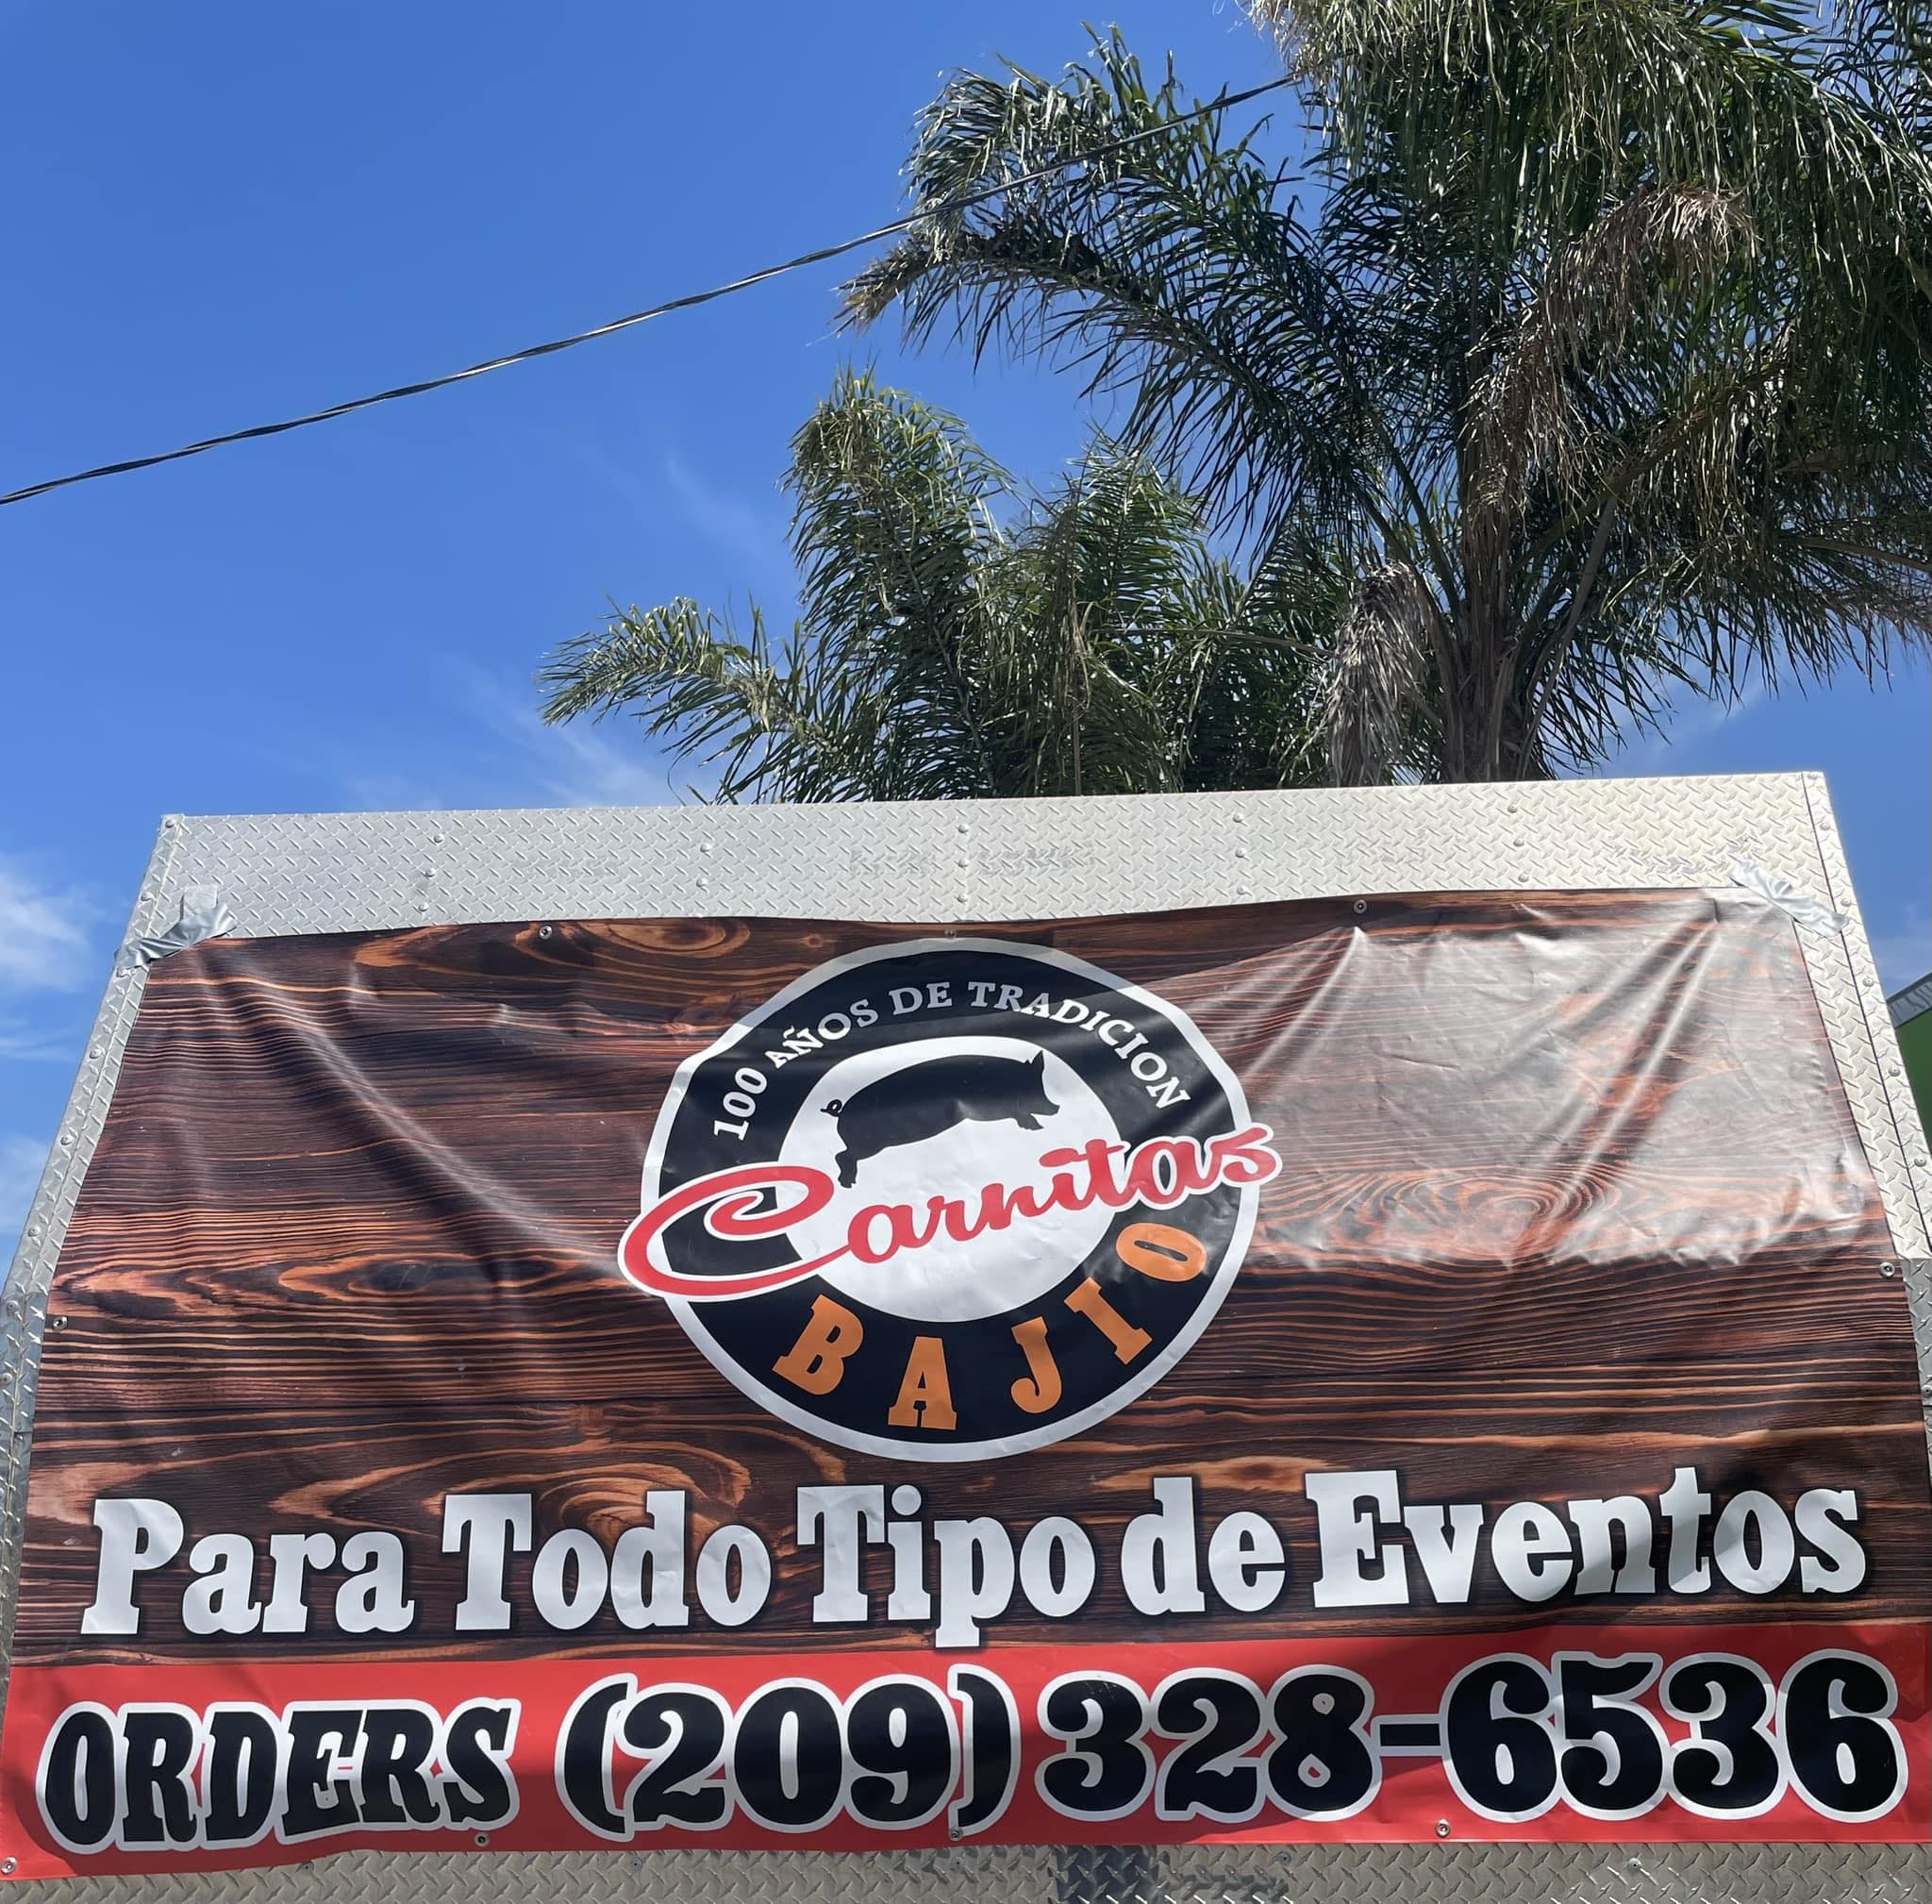 100 AÑOS DE TRADICION
Carnitas
BAJIO
Para Todo Tipo de Eventos
ORDERS (209) 328-6536